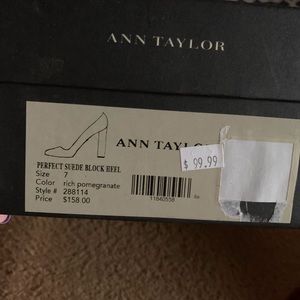 ANN TAYLOR
ANN TAYLOR
$ 99.99
PERFECT SUEDE BLOCK HEEL
Size 7
Color rich pomegranate
Style # 288114
Price $158.00
11840558